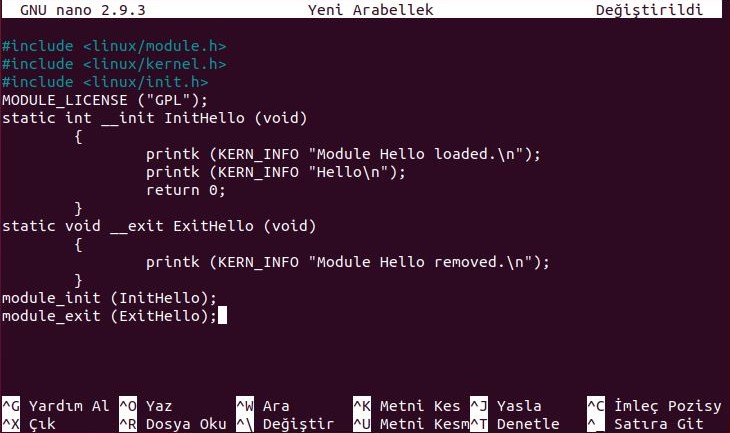 GNU nano 2.9.3 Yeni Arabellek Değiştirildi
#include <linux/module.h>
#include <linux/kernel.h>
#include <linux/init.h>
MODULE_LICENSE ("GPL");
static int __init InitHello (void)
{
printk (KERN_INFO "Module Hello loaded.\n");
printk (KERN_INFO "Hello\n");
return 0;
}
static void __exit ExitHello (void)
{
printk (KERN_INFO "Module Hello removed.\n");
}
module_init (InitHello);
module_exit (ExitHello);
^G Yardım Al ^O Yaz ^W Ara ^K Metni Kes ^J Yasla ^C İmleç Pozisy
^X Çık ^R Dosya Oku ^\ Değiştir ^U Metni Kesm ^T Denetle ^_ Satıra Git